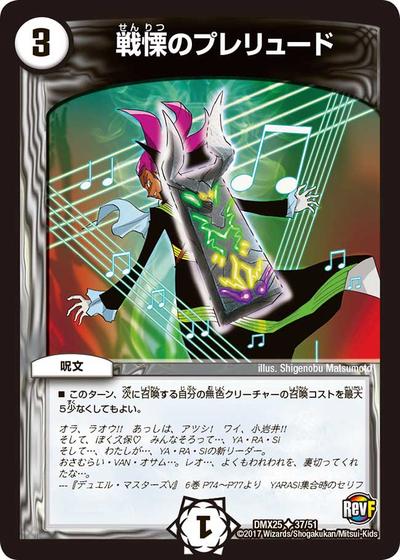 3
せんりつ
戦慄のプレリュード
呪文
illus. Shigenobu Matsumoto
■ このターン、次に召喚する自分の無色クリーチャーの召喚コストを最大
5少なくしてもよい。
オラ、ラオウ!! あっしは、アツシ! ワイ、小岩井!!
そして、ぼく久保♡ みんなそろって…、YA・RA・SI
そして…、わたしが…、YA・RA・SIの新リーダー。
おさむらい・VAN・オサム…。レオ…、よくもわれわれを、裏切ってくれ
たな…。
---『デュエル・マスターズV』 6巻 P74~P77より YARASI集合時のセリフ
RevF
1
DMX25 37/51
©2017 Wizards/Shogakukan/Mitsui-Kids